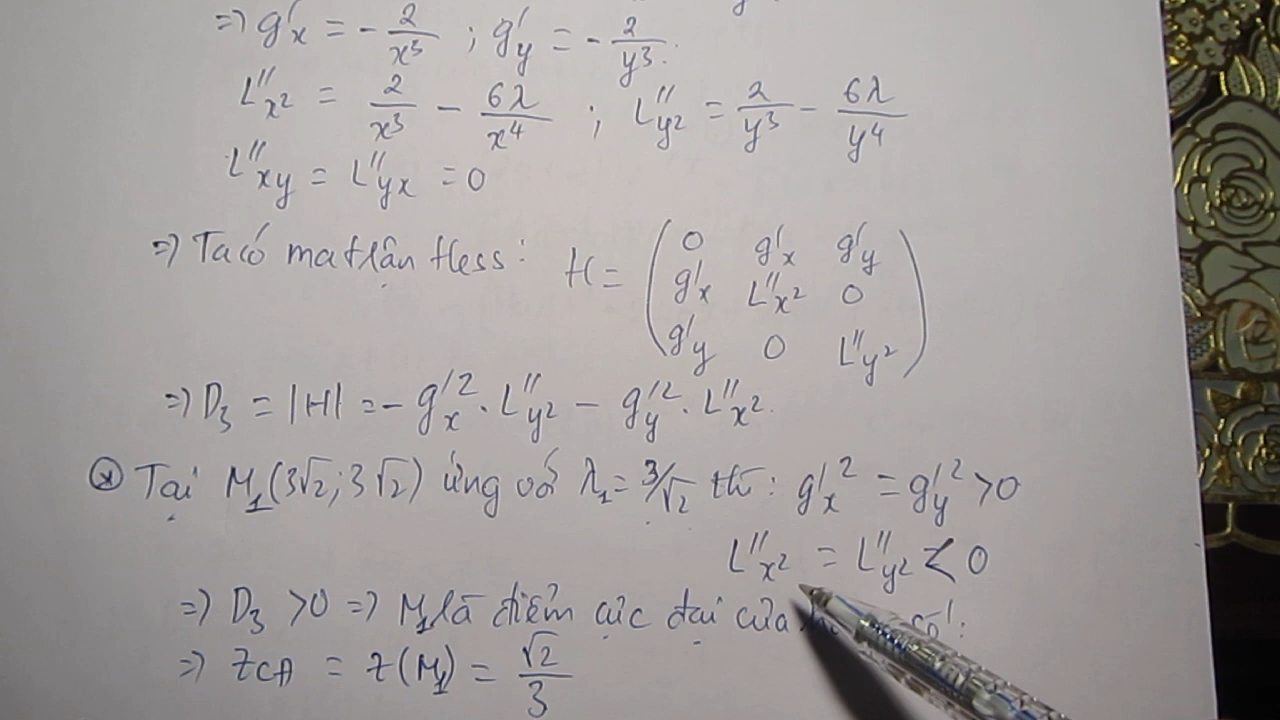 => g'x = - 2/x³ ; g'y = - 2/y³.
L''x² = 2/x³ - 6λ/x⁴ ; L''y² = 2/y³ - 6λ/y⁴
L''xy = L''yx = 0
=> Ta có ma trận Hess: H = ( 0 g'x g'y
g'x L''x² 0
g'y 0 L''y² )
=> D₃ = |H| = - g'x². L''y² - g'y². L''x².
* Tại M₁(3√2; 3√2) ứng với λ₁ = 3/√2 thì: g'x² = g'y² > 0
L''x² = L''y² < 0
=> D₃ > 0 => M₁ là điểm cực đại của có:
=> ZCĐ = Z(M₁) = √2/3